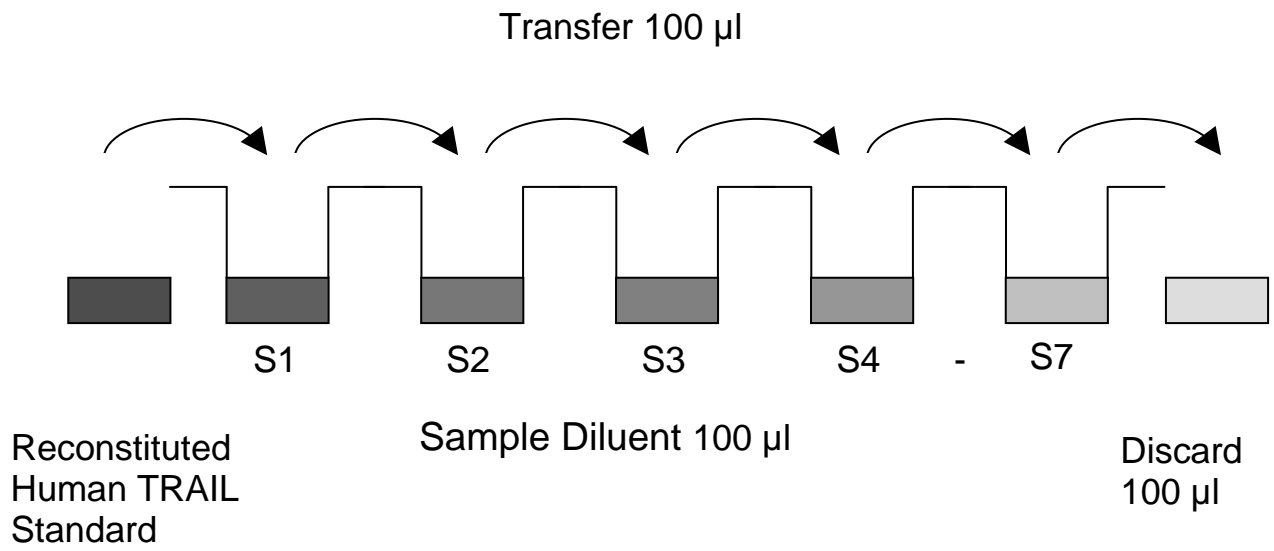 Transfer 100 µl
S1 S2 S3 S4 - S7
Reconstituted
Human TRAIL
Standard
Sample Diluent 100 µl
Discard
100 µl